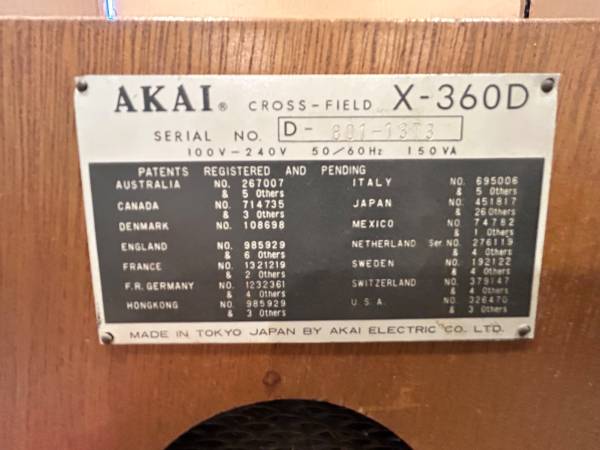 AKAI® CROSS-FIELD X-360D
SERIAL NO. D-
100V-240V 50/60Hz 150VA
PATENTS REGISTERED AND PENDING
AUSTRALIA NO. 267007
& 5 Others
CANADA NO. 714735
& 3 Others
DENMARK NO. 108698
ENGLAND NO. 985929
& 6 Others
FRANCE NO. 1321219
& 2 Others
F.R. GERMANY NO. 1232361
& 4 Others
HONGKONG NO. 985929
& 3 Others
ITALY NO. 695006
& 5 Others
JAPAN NO. 451817
& 26 Others
MEXICO NO. 74782
& 1 Others
NETHERLAND Ser. NO. 276119
& 4 Others
SWEDEN NO. 192122
& 4 Others
SWITZERLAND NO. 379147
& 4 Others
U.S.A. NO. 326470
& 3 Others
MADE IN TOKYO JAPAN BY AKAI ELECTRIC CO. LTD.